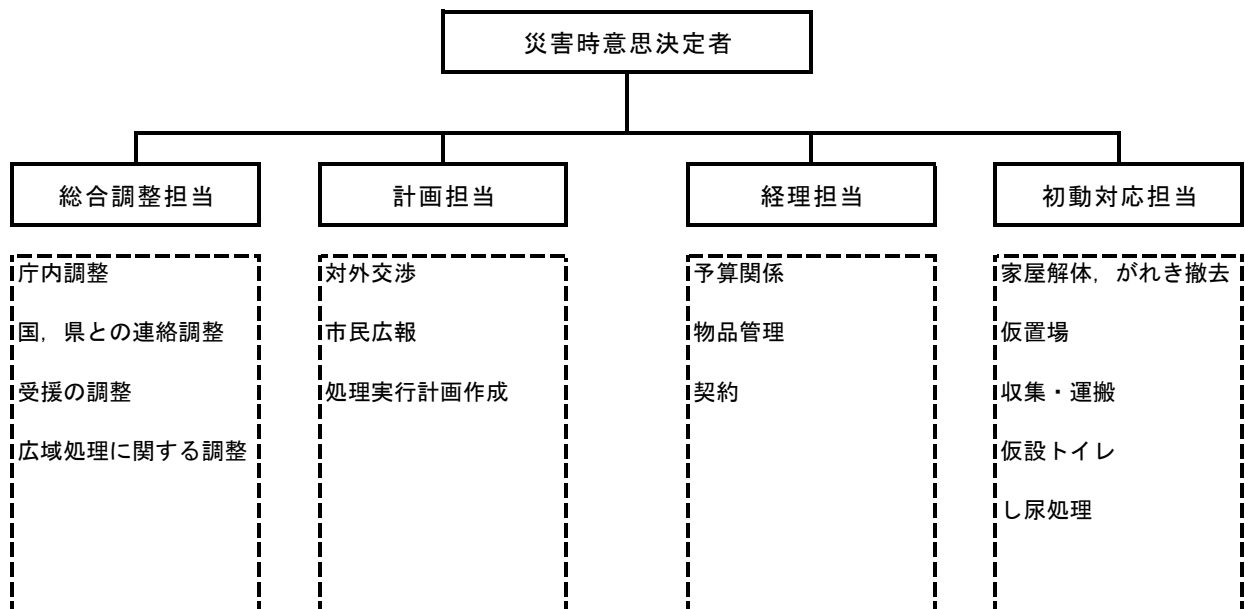 災害時意思決定者
総合調整担当
計画担当
経理担当
初動対応担当
庁内調整
国，県との連絡調整
受援の調整
広域処理に関する調整
対外交渉
市民広報
処理実行計画作成
予算関係
物品管理
契約
家屋解体，がれき撤去
仮置場
収集・運搬
仮設トイレ
し尿処理